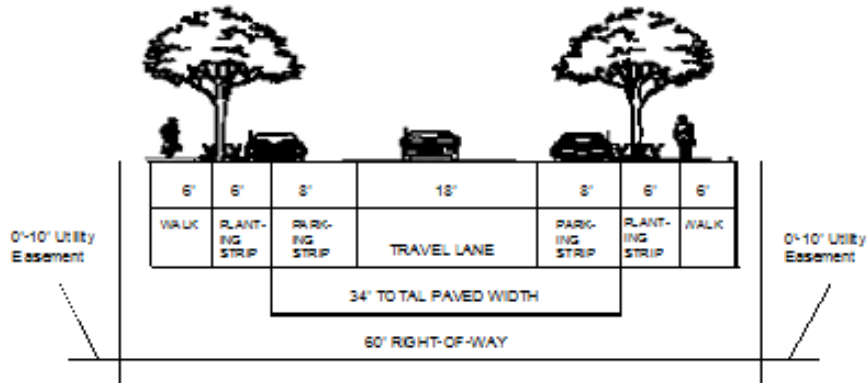 6' 6' 8' 18' 8' 6' 6'
WALK PLANT- PARK- TRAVEL LANE PARK- PLANT- WALK
ING ING ING ING
STRIP STRIP STRIP STRIP
0'-10' Utility
Easement
0'-10' Utility
Easement
34' TOTAL PAVED WIDTH
60' RIGHT-OF-WAY